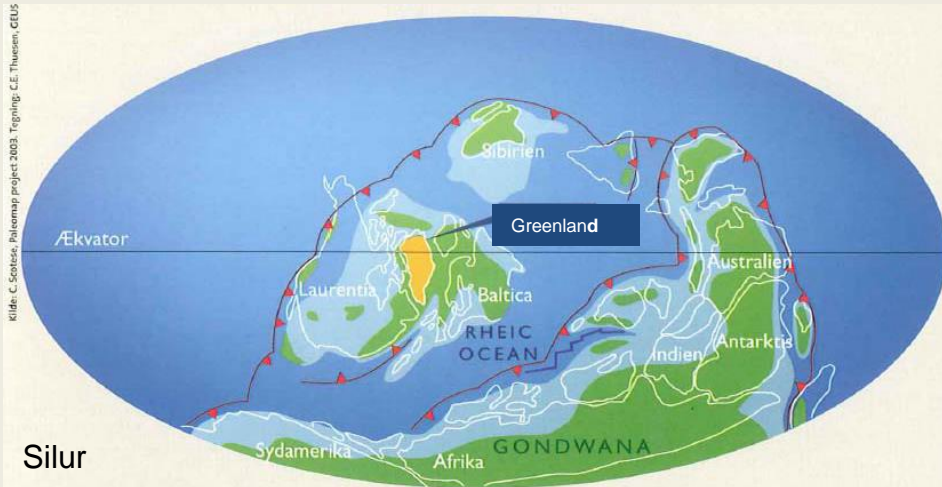 Kilde: C. Scotese, Paleomap project 2003. Tegning: C.E. Thuesen, GEUS
Sibirien
Greenland
Ækvator
Australien
Laurentia
Baltica
RHEIC
OCEAN
Indien
Antarktis
Sydamerika
Afrika
GONDWANA
Silur